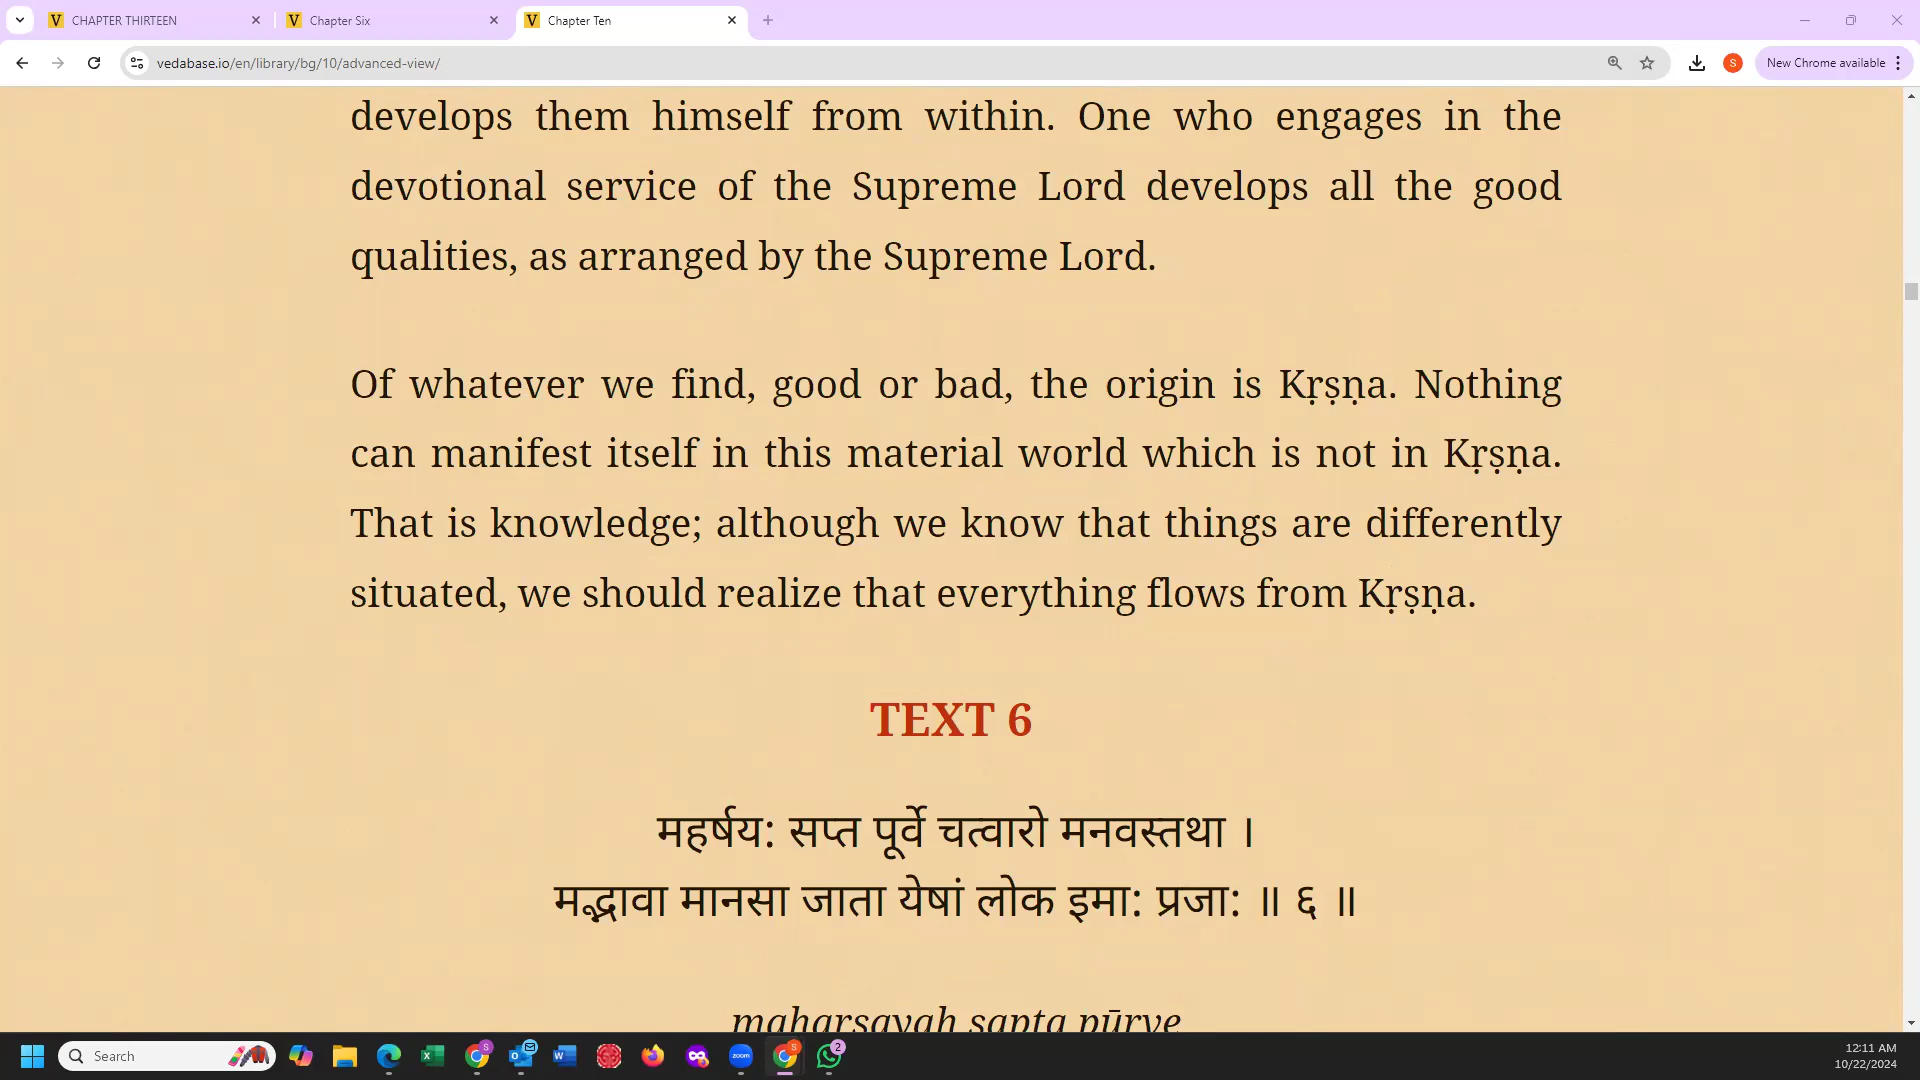 CHAPTER THIRTEEN
Chapter Six
Chapter Ten
vedabase.io/en/library/bg/10/advanced-view/
S
New Chrome available
develops them himself from within. One who engages in the
devotional service of the Supreme Lord develops all the good
qualities, as arranged by the Supreme Lord.
Of whatever we find, good or bad, the origin is Kṛṣṇa. Nothing
can manifest itself in this material world which is not in Kṛṣṇa.
That is knowledge; although we know that things are differently
situated, we should realize that everything flows from Kṛṣṇa.
TEXT 6
महर्षय: सप्त पूर्वे चत्वारो मनवस्तथा ।
मद्भ‍ावा मानसा जाता येषां लोक इमा: प्रजा: ॥ ६ ॥
maharṣayaḥ sapta pūrve
Search
zoom
2
12:11 AM
10/22/2024